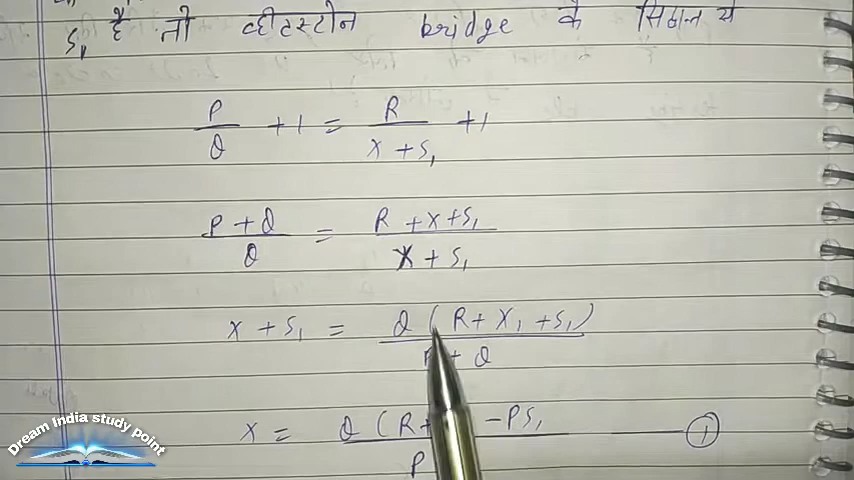 S₁ है तो व्हीटस्टोन bridge के सिद्धान्त से
P/Q + 1 = R/(X + S₁) + 1
(P + Q)/Q = (R + X + S₁)/(X + S₁)
X + S₁ = Q (R + X₁ + S₁)/(P + Q)
X = Q (R+ - PS₁ / P ①
Dream India study point